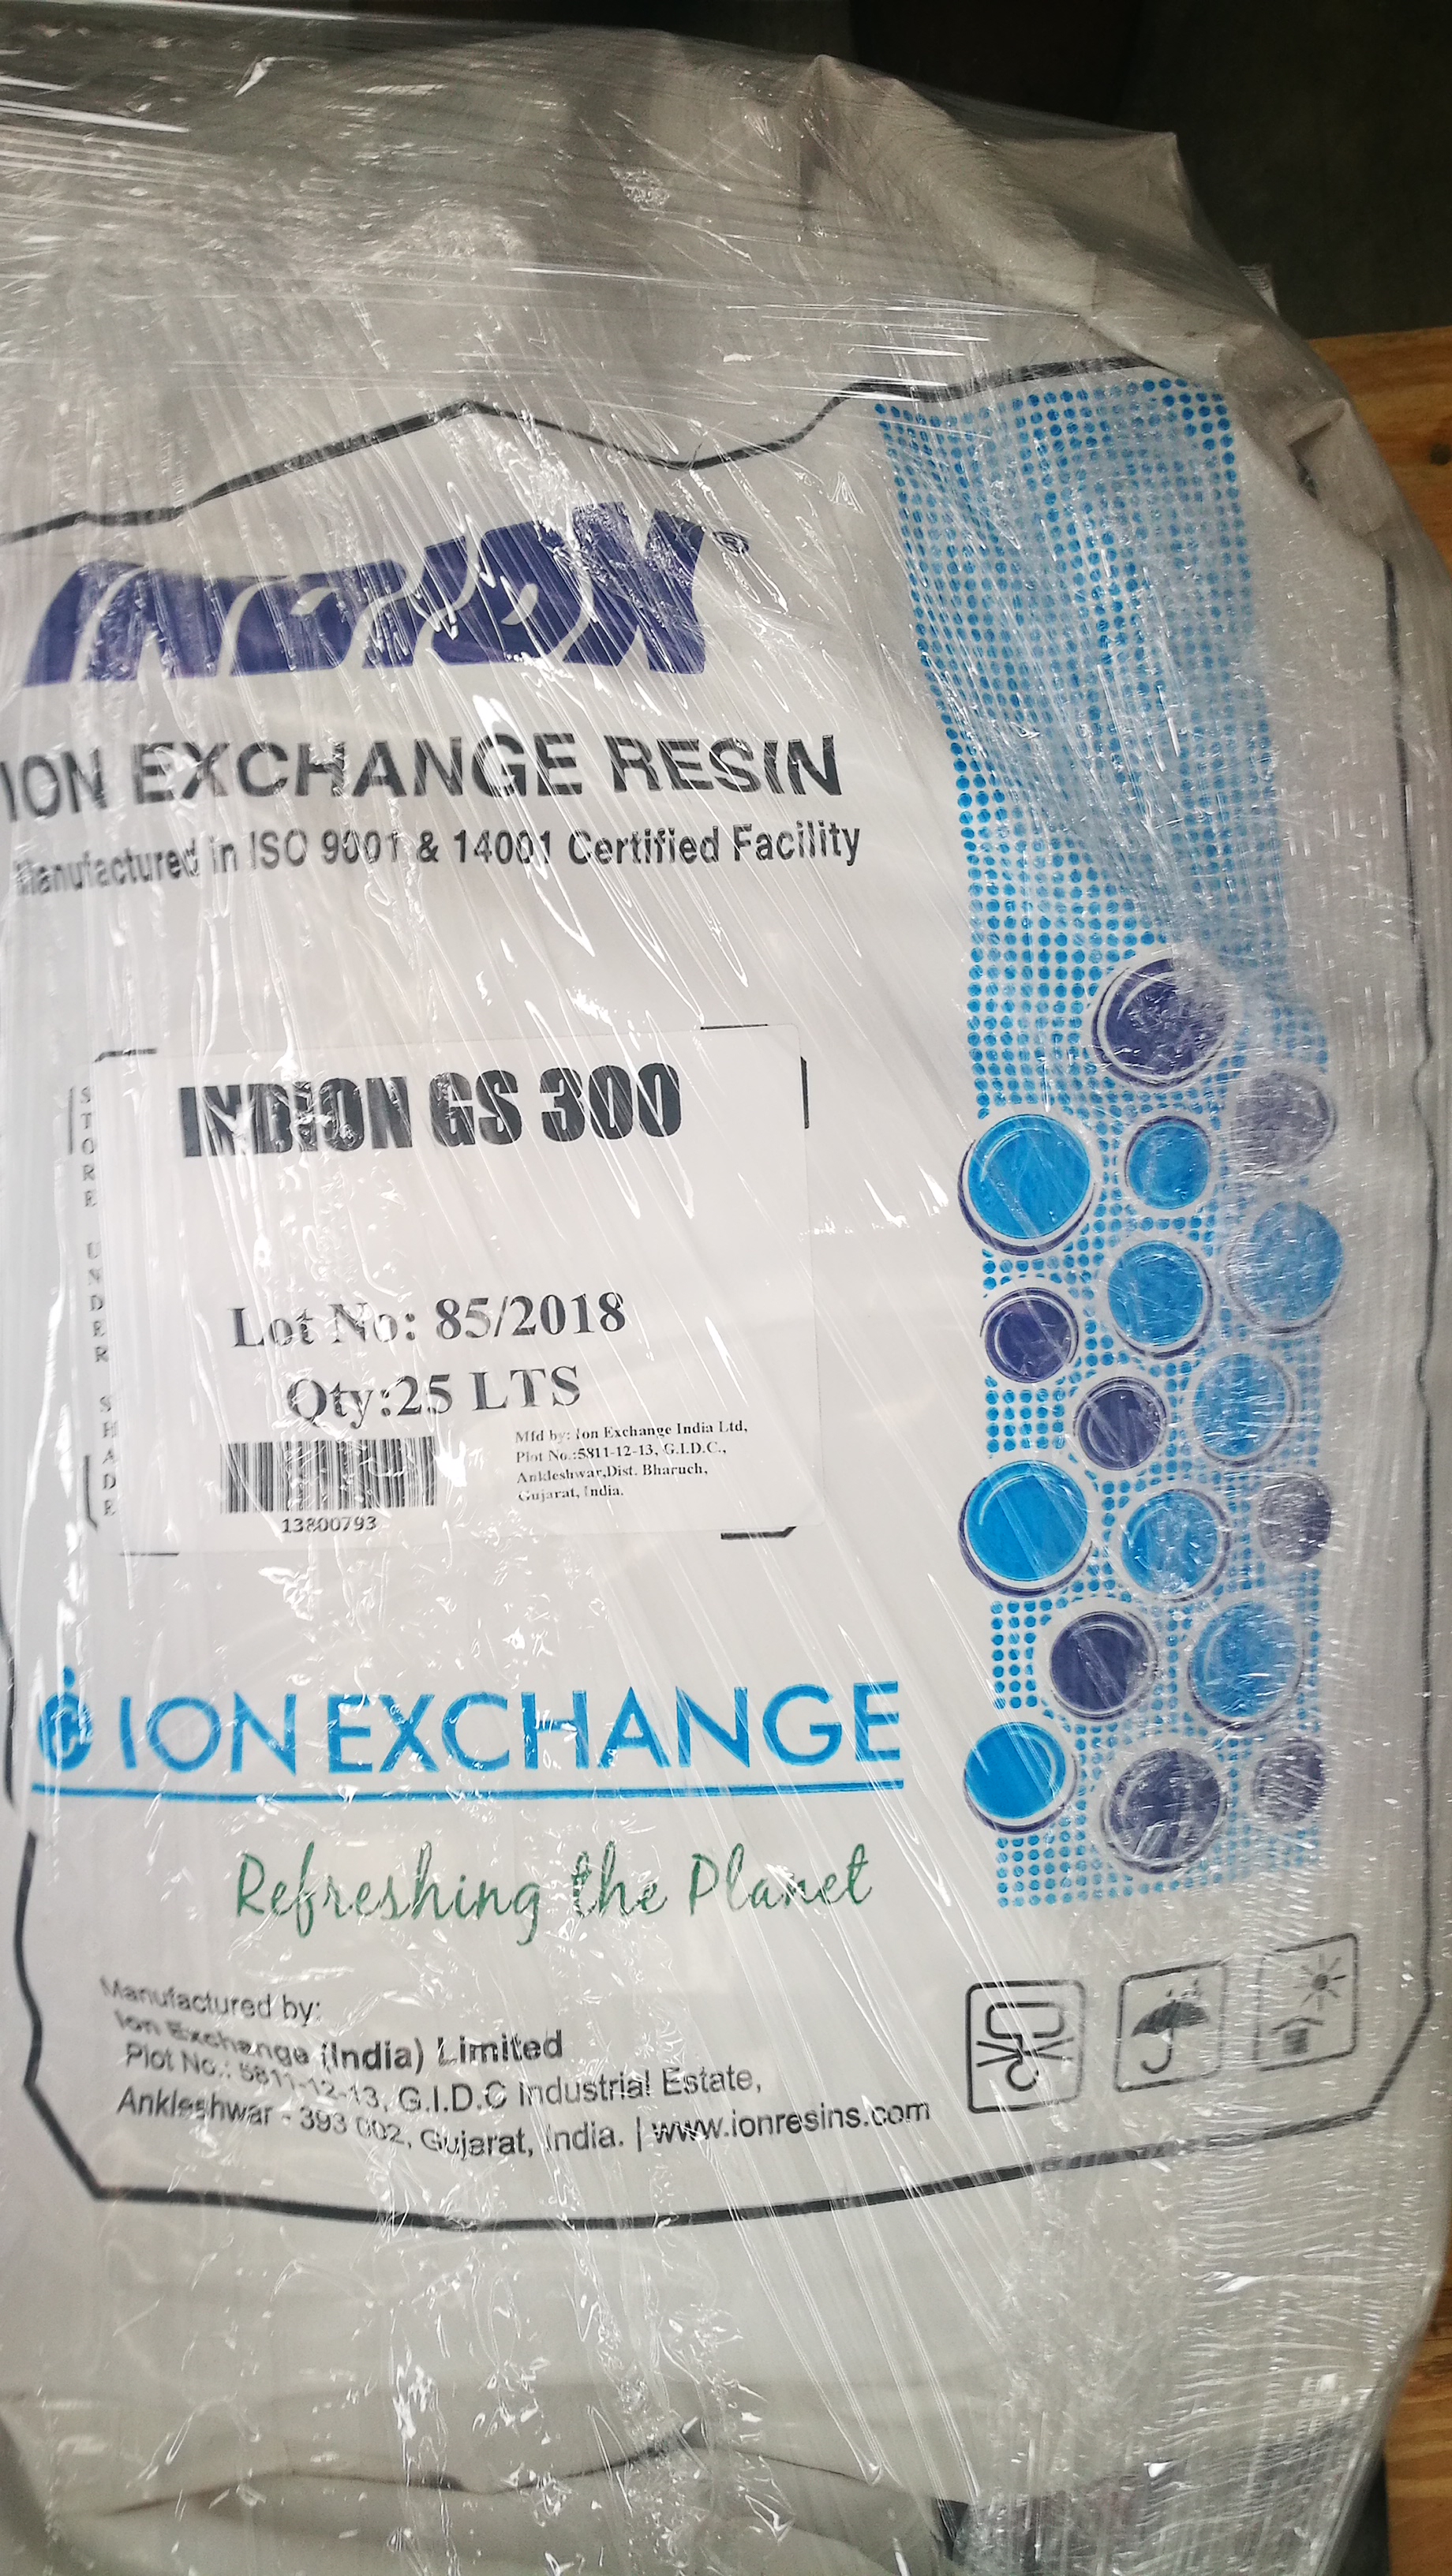 INDION®
ION EXCHANGE RESIN
Manufactured in ISO 9001 & 14001 Certified Facility
INDION GS 300
STORE UNDER SHADE
Lot No: 85/2018
Qty:25 LTS
Mfd by: Ion Exchange India Ltd,
Plot No.:5811-12-13, G.I.D.C.,
Ankleshwar,Dist. Bharuch,
Gujarat, India.
13800793
ION EXCHANGE
Refreshing the Planet
Manufactured by:
Ion Exchange (India) Limited
Plot No.: 5811-12-13, G.I.D.C Industrial Estate,
Ankleshwar - 393 002, Gujarat, India. | www.ionresins.com